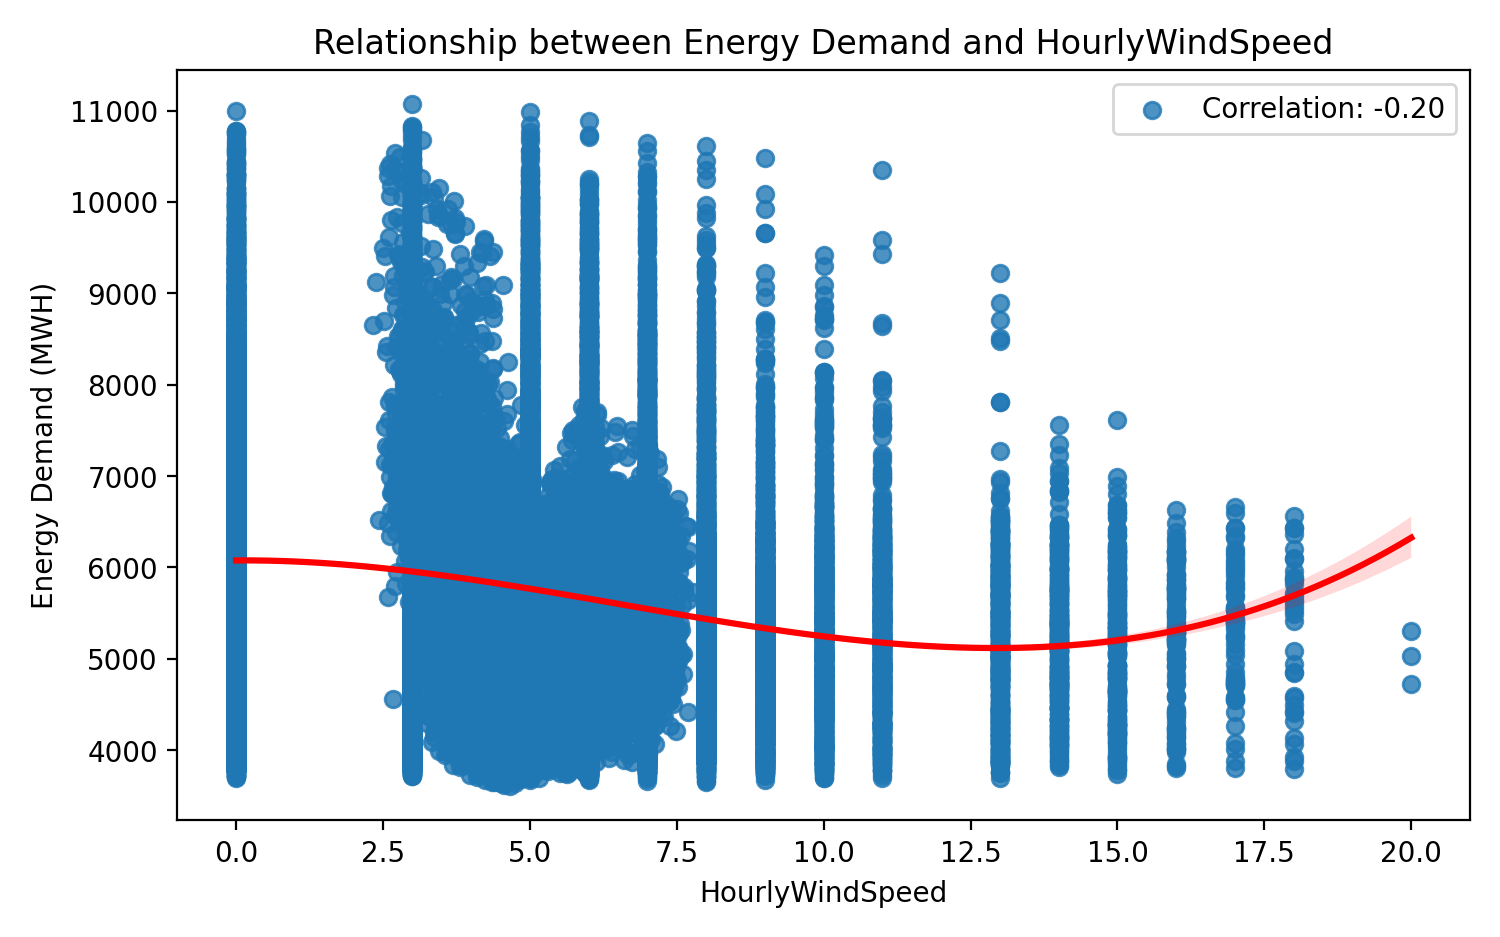 Relationship between Energy Demand and HourlyWindSpeed
Correlation: -0.20
Energy Demand (MWH)
11000
10000
9000
8000
7000
6000
5000
4000
0.0 2.5 5.0 7.5 10.0 12.5 15.0 17.5 20.0
HourlyWindSpeed